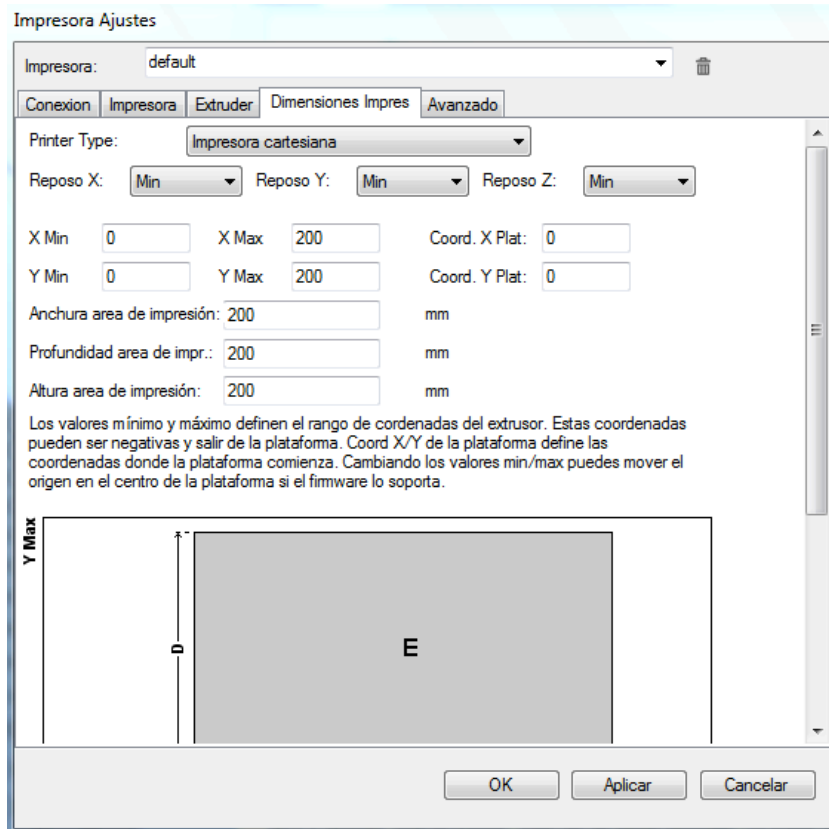 Impresora Ajustes
Impresora: default
Conexion Impresora Extruder Dimensiones Impres Avanzado
Printer Type: Impresora cartesiana
Reposo X: Min Reposo Y: Min Reposo Z: Min
X Min 0 X Max 200 Coord. X Plat: 0
Y Min 0 Y Max 200 Coord. Y Plat: 0
Anchura area de impresión: 200 mm
Profundidad area de impr.: 200 mm
Altura area de impresión: 200 mm
Los valores mínimo y máximo definen el rango de cordenadas del extrusor. Estas coordenadas
pueden ser negativas y salir de la plataforma. Coord X/Y de la plataforma define las
coordenadas donde la plataforma comienza. Cambiando los valores min/max puedes mover el
origen en el centro de la plataforma si el firmware lo soporta.
Y Max
D
E
OK Aplicar Cancelar